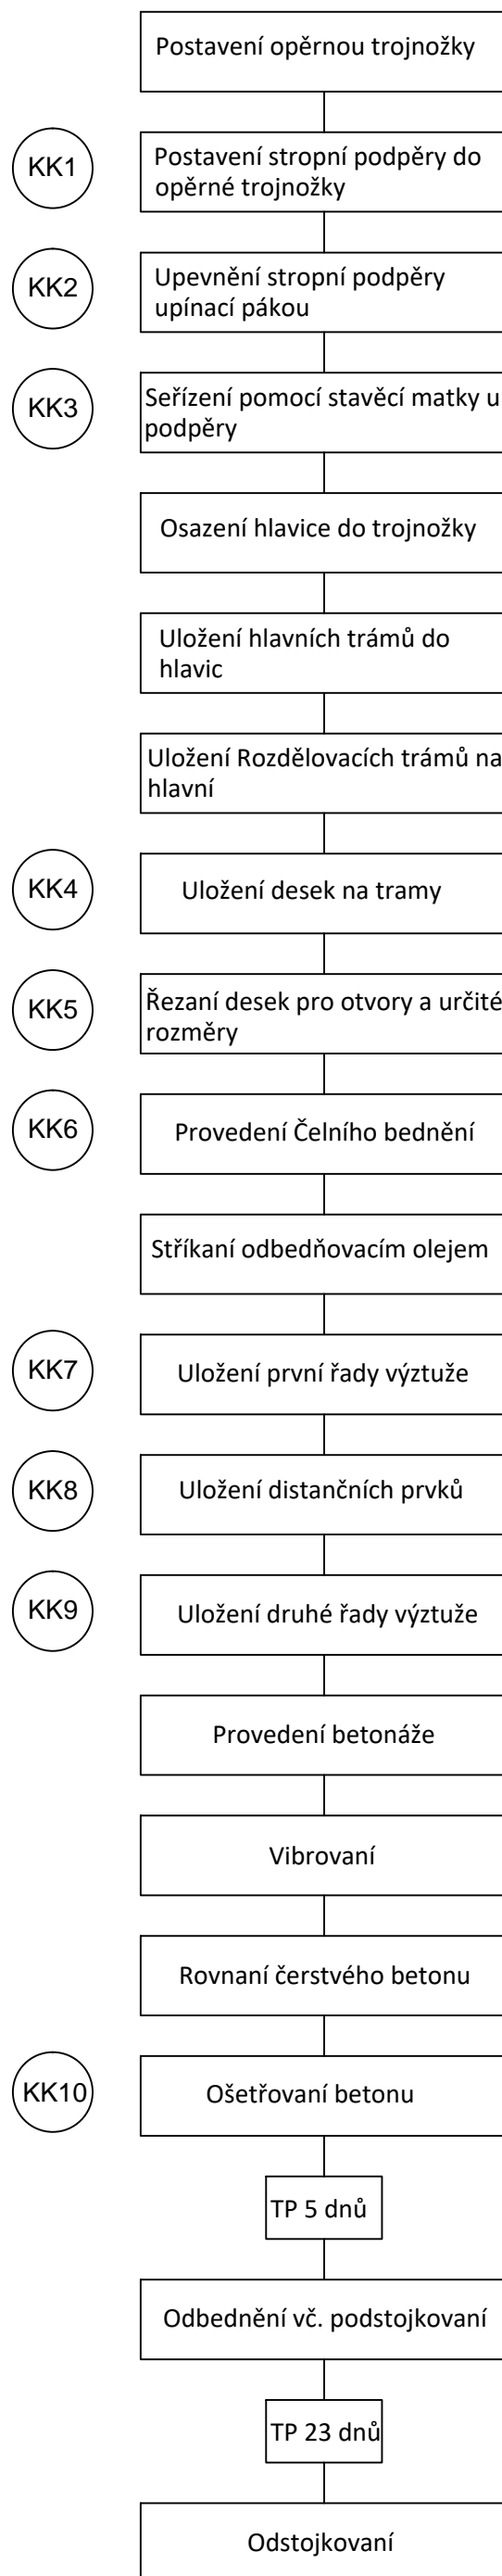 Postavení opěrnou trojnožky
KK1
Postavení stropní podpěry do
opěrné trojnožky
KK2
Upevnění stropní podpěry
upínací pákou
KK3
Seřízení pomocí stavěcí matky u
podpěry
Osazení hlavice do trojnožky
Uložení hlavních trámů do
hlavic
Uložení Rozdělovacích trámů na
hlavní
KK4
Uložení desek na tramy
KK5
Řezaní desek pro otvory a určité
rozměry
KK6
Provedení Čelního bednění
Stříkaní odbedňovacím olejem
KK7
Uložení první řady výztuže
KK8
Uložení distančních prvků
KK9
Uložení druhé řady výztuže
Provedení betonáže
Vibrovaní
Rovnaní čerstvého betonu
KK10
Ošetřovaní betonu
TP 5 dnů
Odbednění vč. podstojkovaní
TP 23 dnů
Odstojkovaní